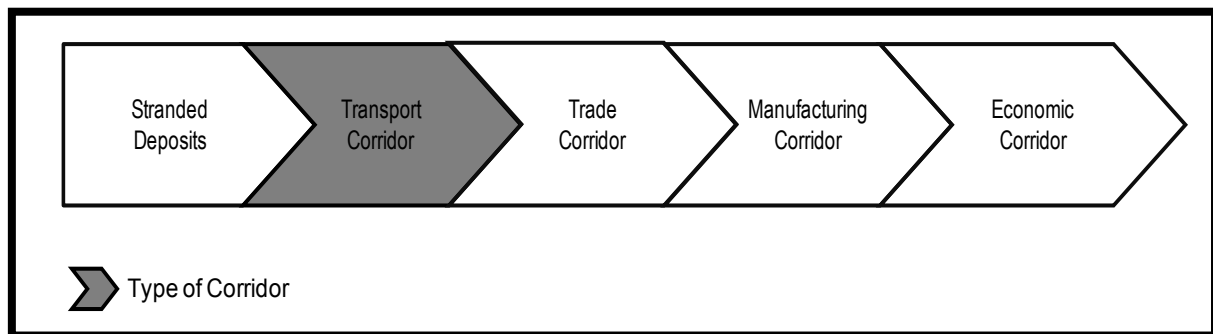 Stranded
Deposits
Transport
Corridor
Trade
Corridor
Manufacturing
Corridor
Economic
Corridor
Type of Corridor